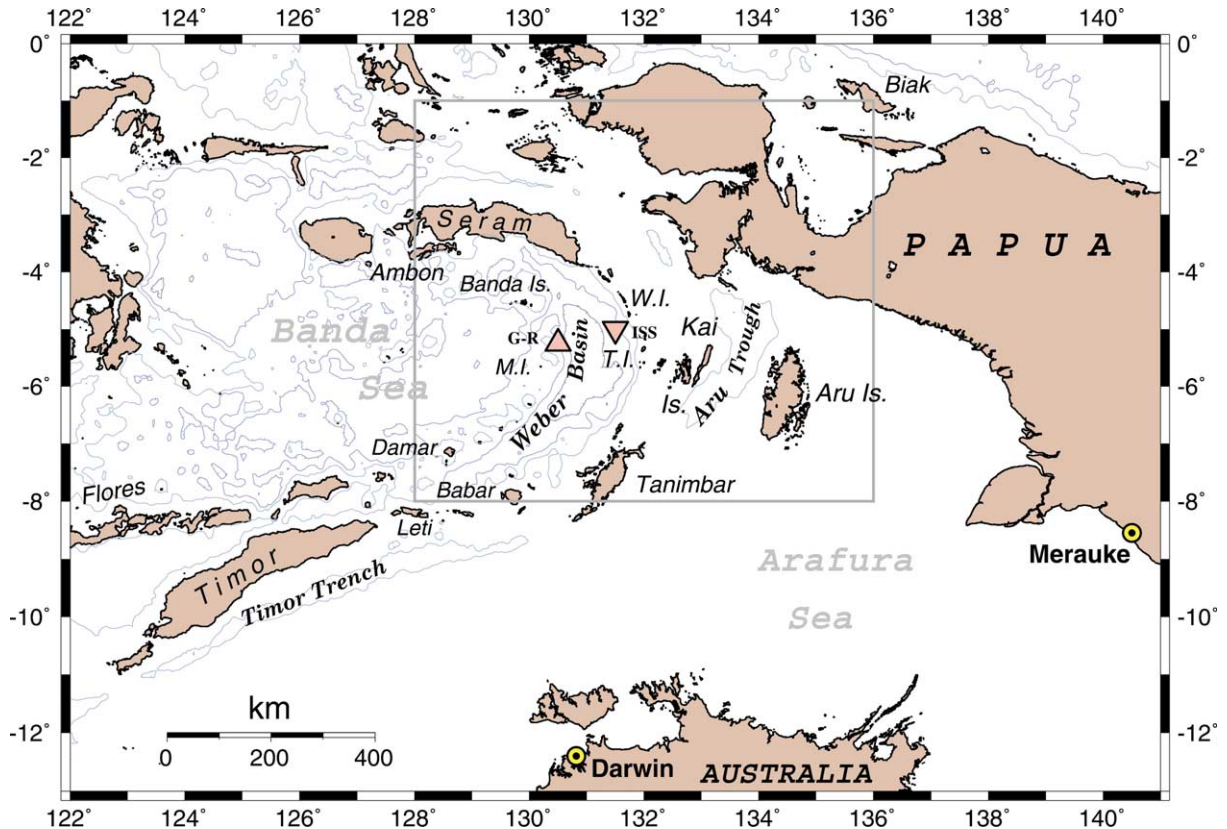 122˚ 124˚ 126˚ 128˚ 130˚ 132˚ 134˚ 136˚ 138˚ 140˚
0˚ 0˚
Biak
-2˚ -2˚
Seram
PAPUA
-4˚ -4˚
Ambon
Banda Is.
W.I.
Banda
Sea
G-R
ISS
Kai
Is.
M.I.
T.I.
Weber Basin
Aru Trough
-6˚ -6˚
Aru Is.
Damar
Babar
Tanimbar
Flores
-8˚ -8˚
Leti
Merauke
Timor
Timor Trench
Arafura
Sea
-10˚ -10˚
km
0 200 400
-12˚ -12˚
Darwin
AUSTRALIA
122˚ 124˚ 126˚ 128˚ 130˚ 132˚ 134˚ 136˚ 138˚ 140˚